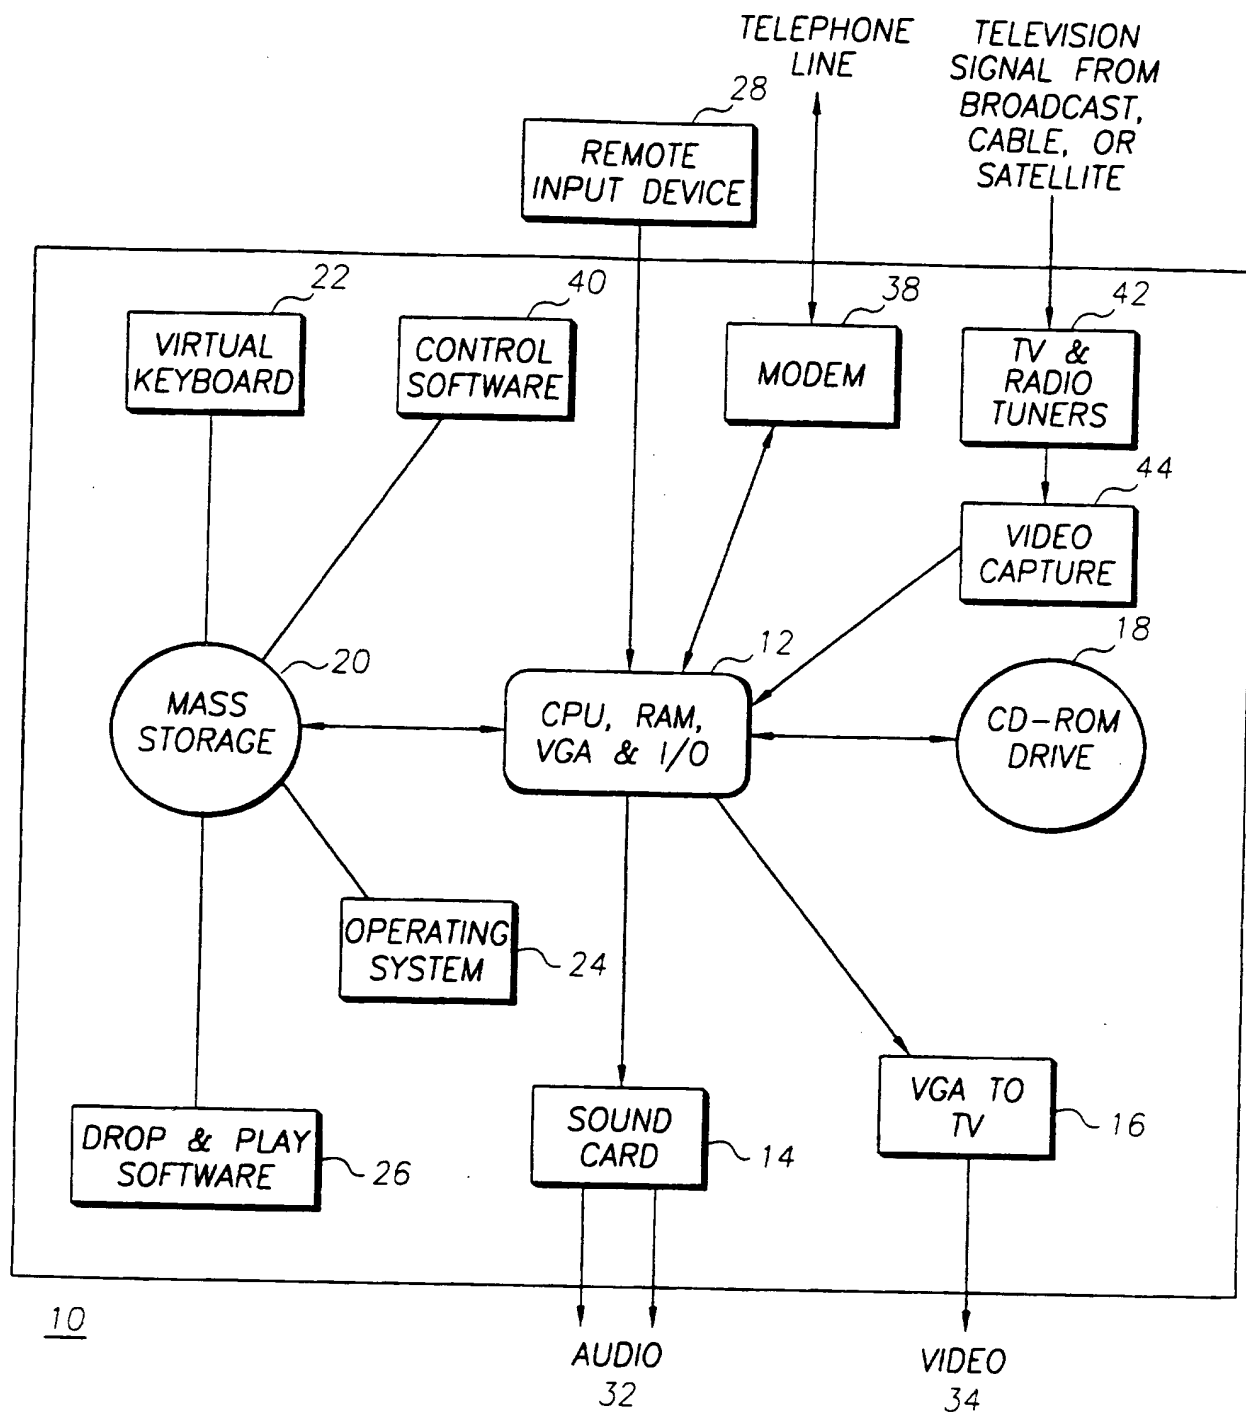 TELEPHONE
LINE
TELEVISION
SIGNAL FROM
BROADCAST,
CABLE, OR
SATELLITE
28
REMOTE
INPUT DEVICE
22
VIRTUAL
KEYBOARD
40
CONTROL
SOFTWARE
38
MODEM
42
TV &
RADIO
TUNERS
44
VIDEO
CAPTURE
20
MASS
STORAGE
12
CPU, RAM,
VGA & I/O
18
CD-ROM
DRIVE
OPERATING
SYSTEM
24
DROP & PLAY
SOFTWARE
26
SOUND
CARD
14
VGA TO
TV
16
10
AUDIO
32
VIDEO
34